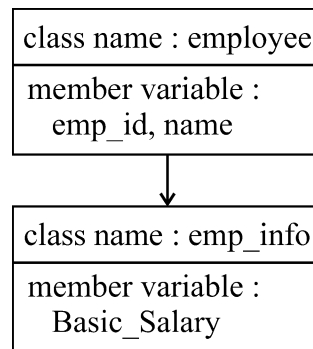 class name : employee
member variable :
emp_id, name
class name : emp_info
member variable :
Basic_Salary